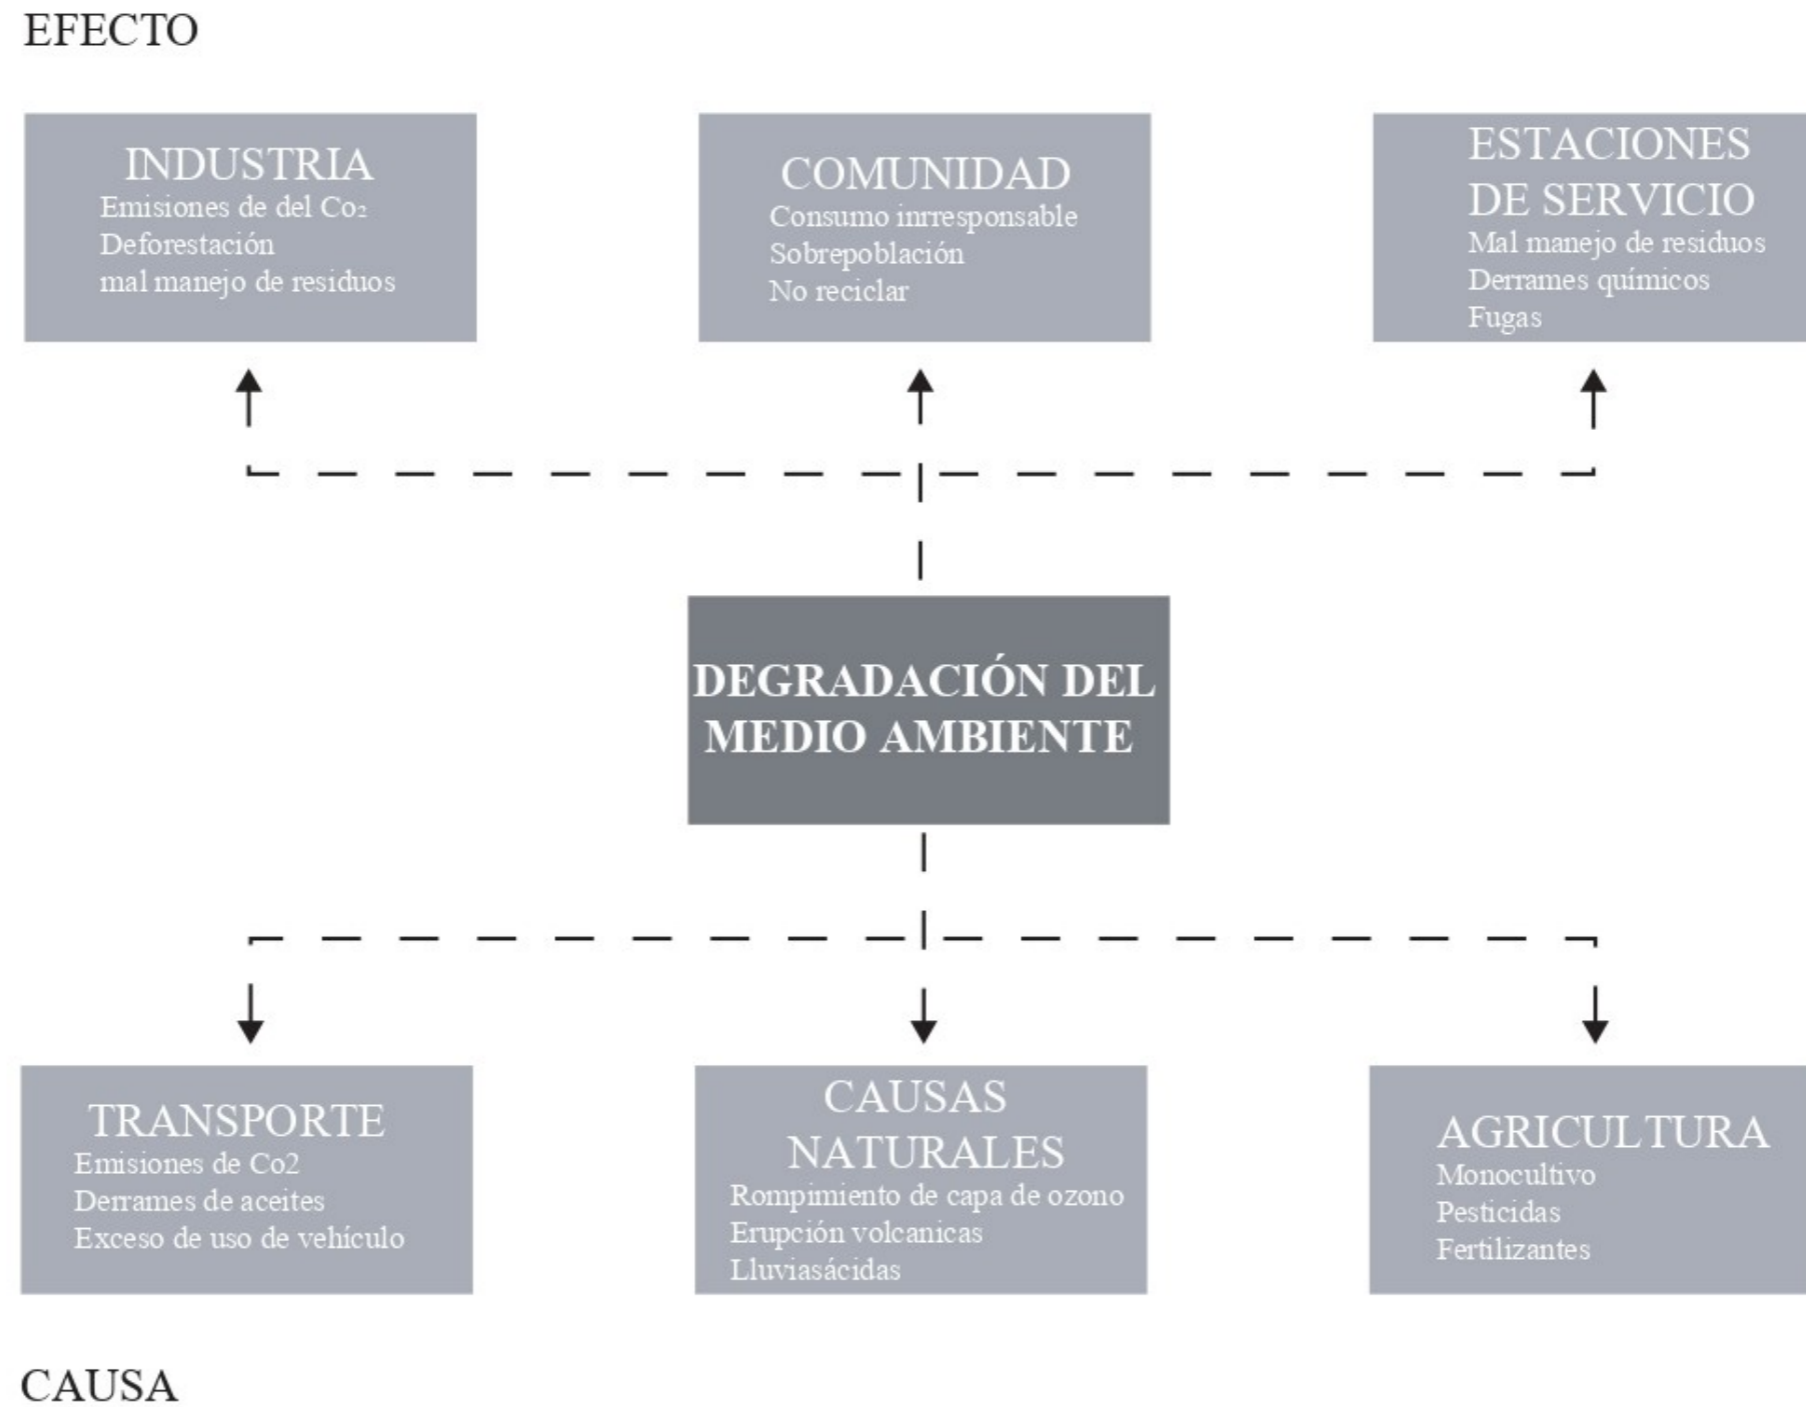 EFECTO
INDUSTRIA
Emisiones de del Co₂
Deforestación
mal manejo de residuos
COMUNIDAD
Consumo inrresponsable
Sobrepoblación
No reciclar
ESTACIONES
DE SERVICIO
Mal manejo de residuos
Derrames químicos
Fugas
DEGRADACIÓN DEL
MEDIO AMBIENTE
TRANSPORTE
Emisiones de Co2
Derrames de aceites
Exceso de uso de vehículo
CAUSAS
NATURALES
Rompimiento de capa de ozono
Erupción volcanicas
Lluviasácidas
AGRICULTURA
Monocultivo
Pesticidas
Fertilizantes
CAUSA